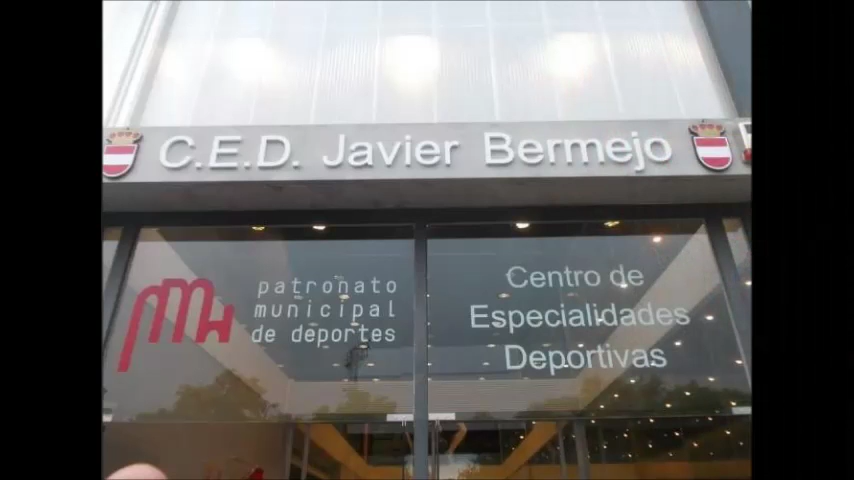 C.E.D. Javier Bermejo
patronato
municipal
de deportes
Centro de
Especialidades
Deportivas